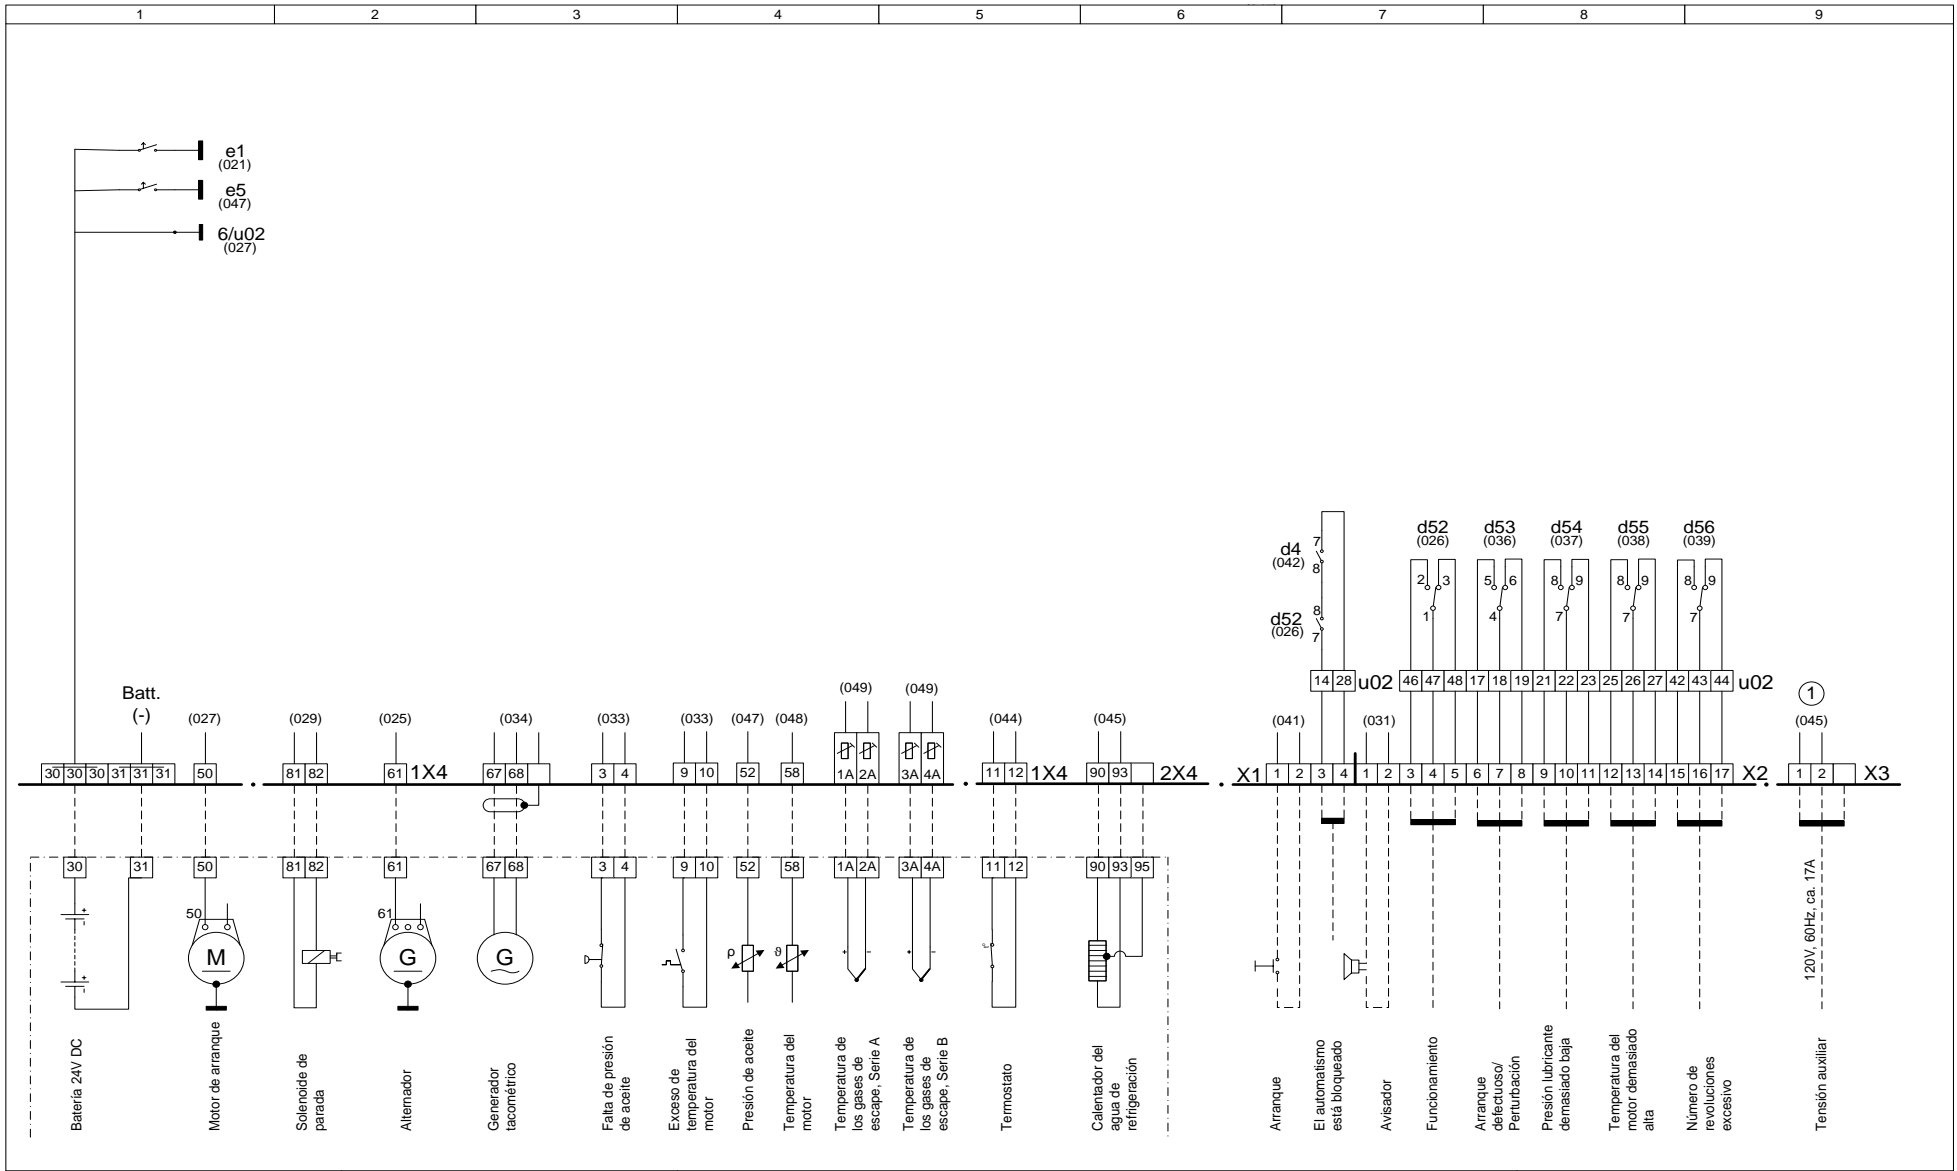 1 2 3 4 5 6 7 8 9
e1
(021)
e5
(047)
6/u02
(027)
d4
(042)
7
8
d52
(026)
8
7
d52
(026)
2 3
1
d53
(036)
5 6
4
d54
(037)
8 9
7
d55
(038)
8 9
7
d56
(039)
8 9
7
14 28 u02 46 47 48 17 18 19 21 22 23 25 26 27 42 43 44 u02
Batt.
(-)
(027) (029) (025) (034) (033) (033) (047) (048) (049) (049) (044) (045) (041) (031)
1
(045)
30 30 30 31 31 31 50 81 82 61 1X4 67 68 3 4 9 10 52 58 1A 2A 3A 4A 11 12 1X4 90 93 2X4 X1 1 2 3 4 1 2 3 4 5 6 7 8 9 10 11 12 13 14 15 16 17 X2 1 2 X3
30 31 50 81 82 61 67 68 3 4 9 10 52 58 1A 2A 3A 4A 11 12 90 93 95
+
-
+
-
50
M
61
G
G
ρ
ϑ
+ -
+ -
120V, 60Hz, ca. 17A
Batería 24V DC
Motor de arranque
Solenoide de
parada
Alternador
Generador
tacométrico
Falta de presión
de aceite
Exceso de
temperatura del
motor
Presión de aceite
Temperatura del
motor
Temperatura de
los gases de
escape, Serie A
Temperatura de
los gases de
escape, Serie B
Termostato
Calentador del
agua de
refrigeración
Arranque
El automatismo
está bloqueado
Avisador
Funcionamiento
Arranque
defectuoso/
Perturbación
Presión lubricante
demasiado baja
Temperatura del
motor demasiado
alta
Número de
revoluciones
excesivo
Tensión auxiliar